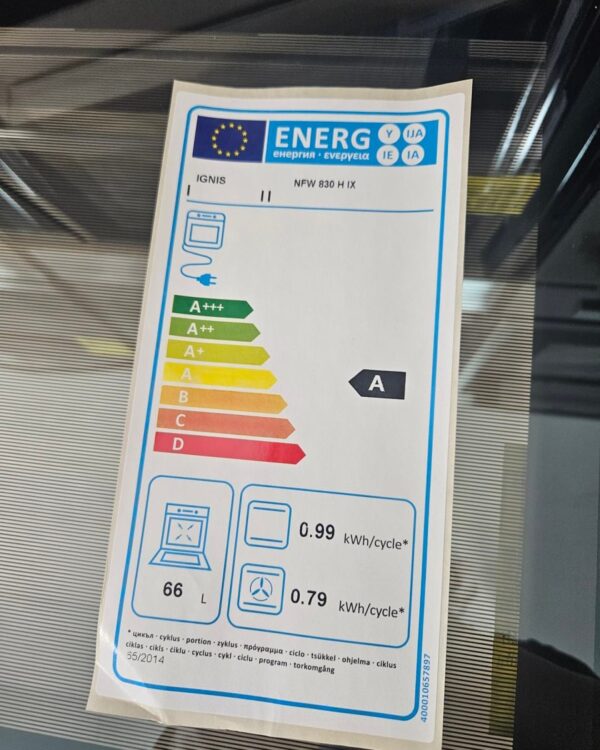 ENERG Y IJA
енергия · ενεργεια IE IA
IGNIS NFW 830 H IX
I II
A+++
A++
A+
A
A
B
C
D
0.99 kWh/cycle*
66 L
0.79 kWh/cycle*
* цикъл · cyklus · portion · zyklus · πρόγραμμα · ciclo · tsükkel · ohjelma · ciklus
ciklas · cikls · ċiklu · cyclus · cykl · ciclu · program · torkomgång
65/2014
400010657897